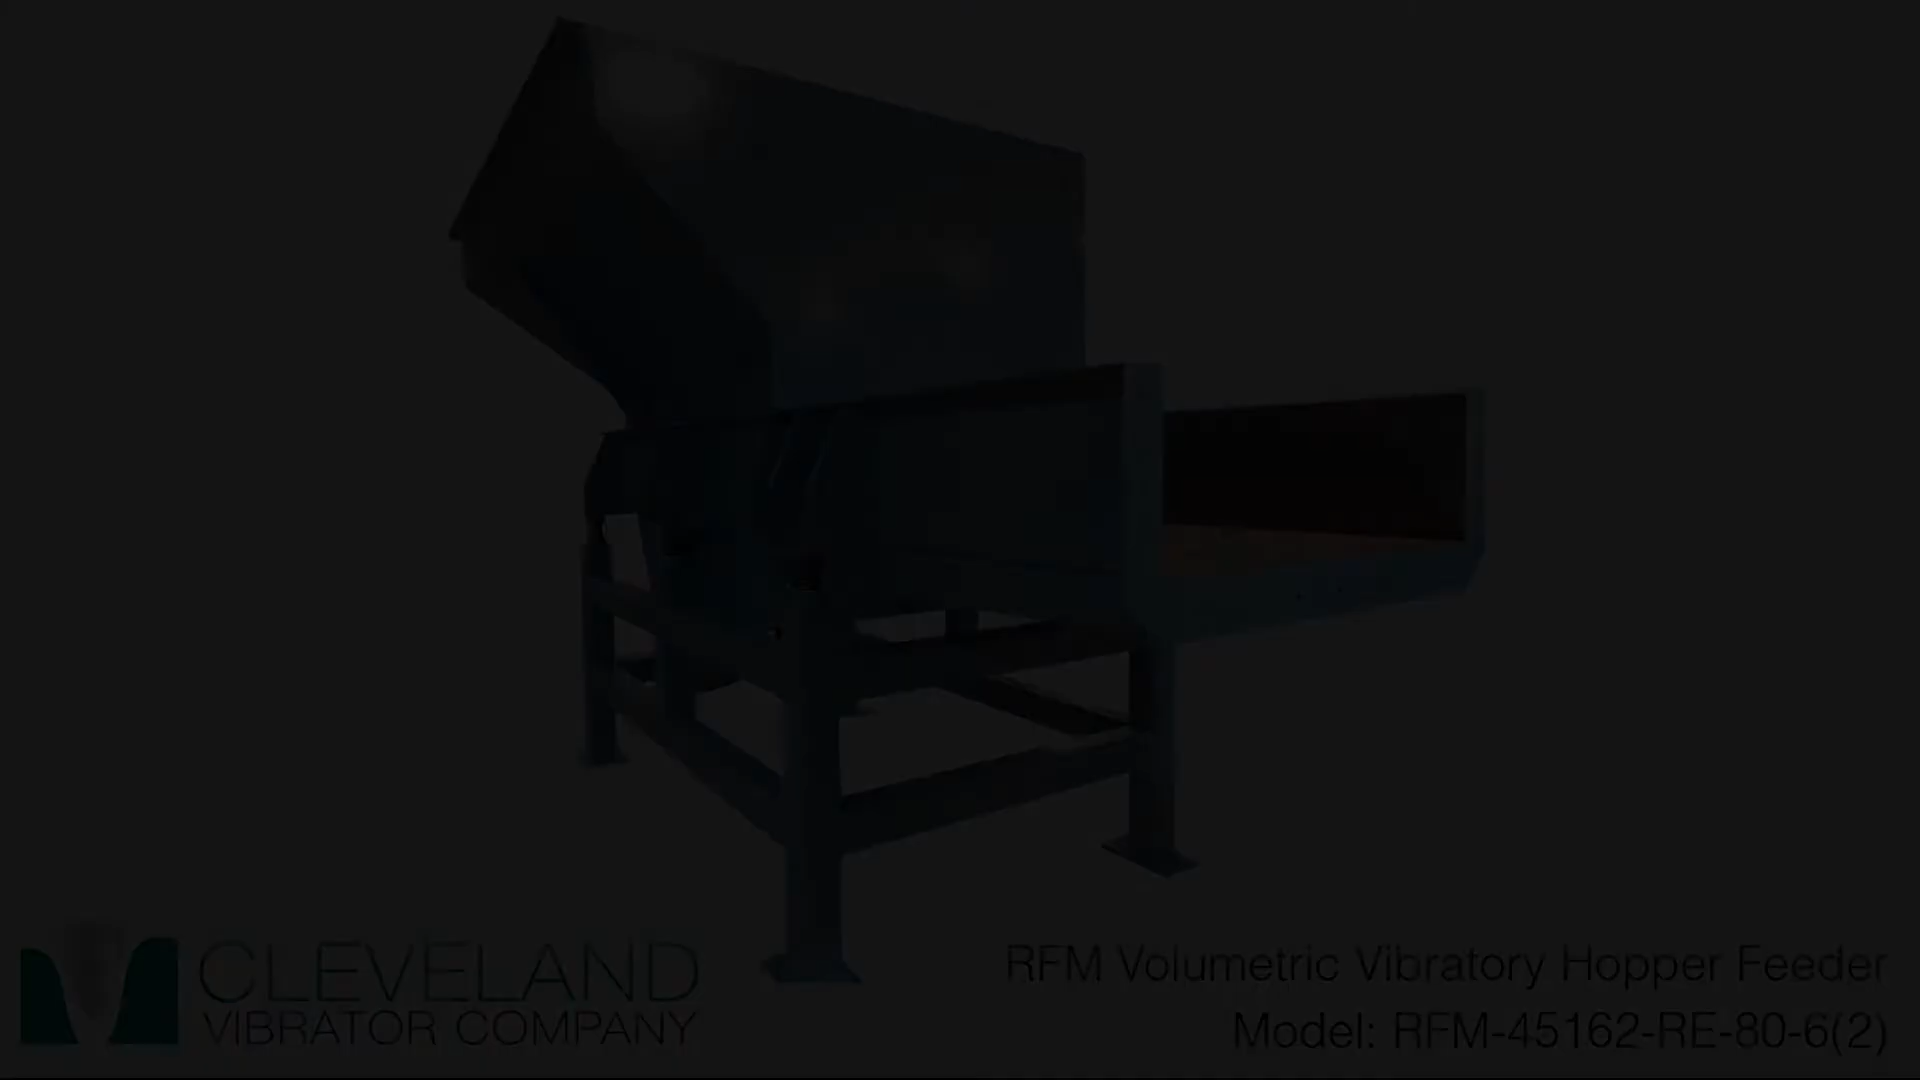 CLEVELAND
VIBRATOR COMPANY
RFM Volumetric Vibratory Hopper Feeder
Model: RFM-45162-RE-80-6(2)